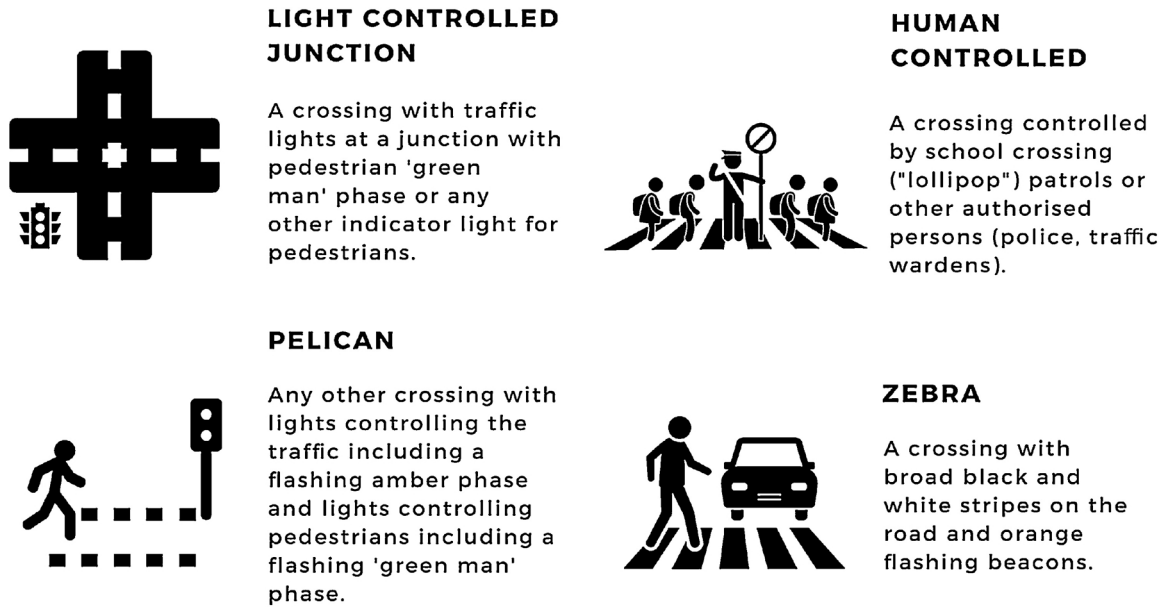 LIGHT CONTROLLED
JUNCTION
A crossing with traffic
lights at a junction with
pedestrian 'green
man' phase or any
other indicator light for
pedestrians.
HUMAN
CONTROLLED
A crossing controlled
by school crossing
("lollipop") patrols or
other authorised
persons (police, traffic
wardens).
PELICAN
Any other crossing with
lights controlling the
traffic including a
flashing amber phase
and lights controlling
pedestrians including a
flashing 'green man'
phase.
ZEBRA
A crossing with
broad black and
white stripes on the
road and orange
flashing beacons.